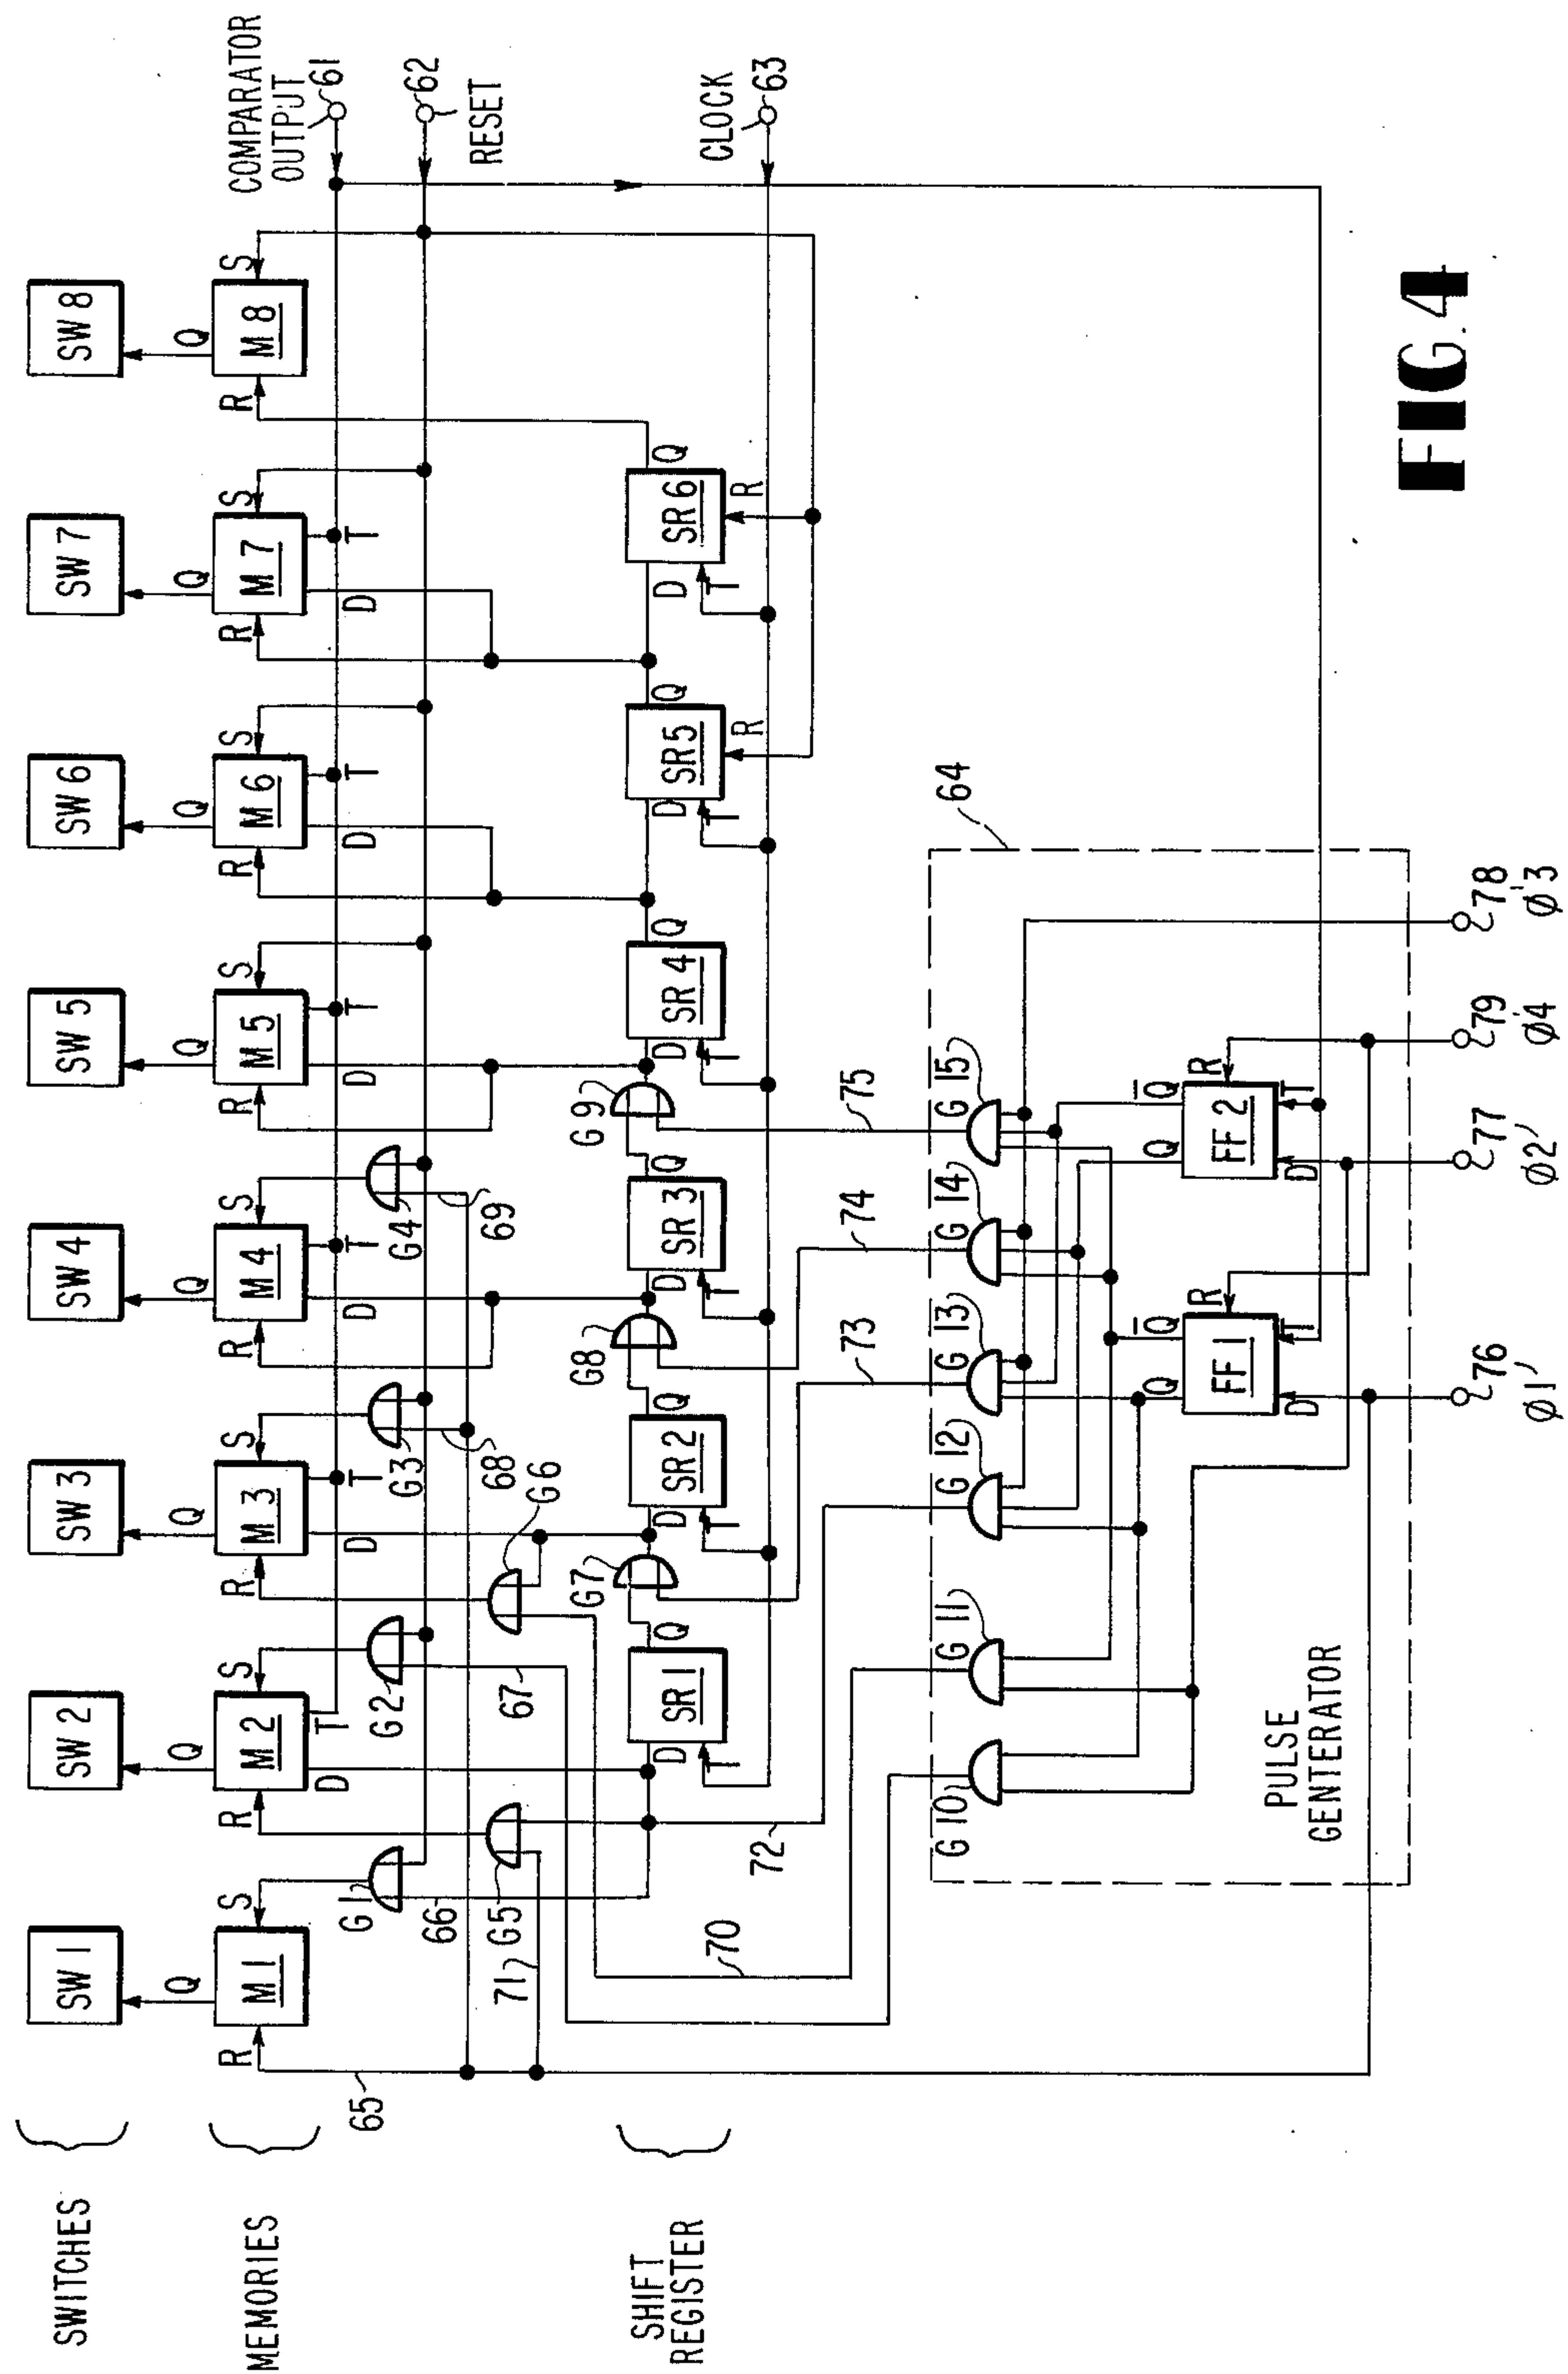 SWITCHES
SW 1
SW 2
SW 3
SW 4
SW 5
SW 6
SW 7
SW 8
Q
Q
Q
Q
Q
Q
Q
Q
MEMORIES
R
M 1
S
R
M 2
S
R
M 3
S
R
M 4
S
R
M 5
S
R
M 6
S
R
M 7
S
R
M 8
S
COMPARATOR
OUTPUT
61
D
T
D
T
D
T
D
T
D
T
D
T
65
G 1
G 2
G 3
G 4
62
RESET
66
67
68
69
71
G 5
G 6
G 7
G 8
G 9
SHIFT
REGISTER
D
SR 1
Q
D
SR 2
Q
D
SR 3
Q
D
SR 4
Q
D
SR 5
Q
D
SR 6
Q
T
T
T
T
T
R
T
R
CLOCK
63
70
72
73
74
75
64
G 10
G 11
G 12
G 13
G 14
G 15
PULSE
GENTERATOR
Q
Q̅
R
FF 1
D
T
Q
Q̅
R
FF 2
D
T
76
77
79
78
Ø1'
Ø2'
Ø'4
Ø'3
FIG. 4